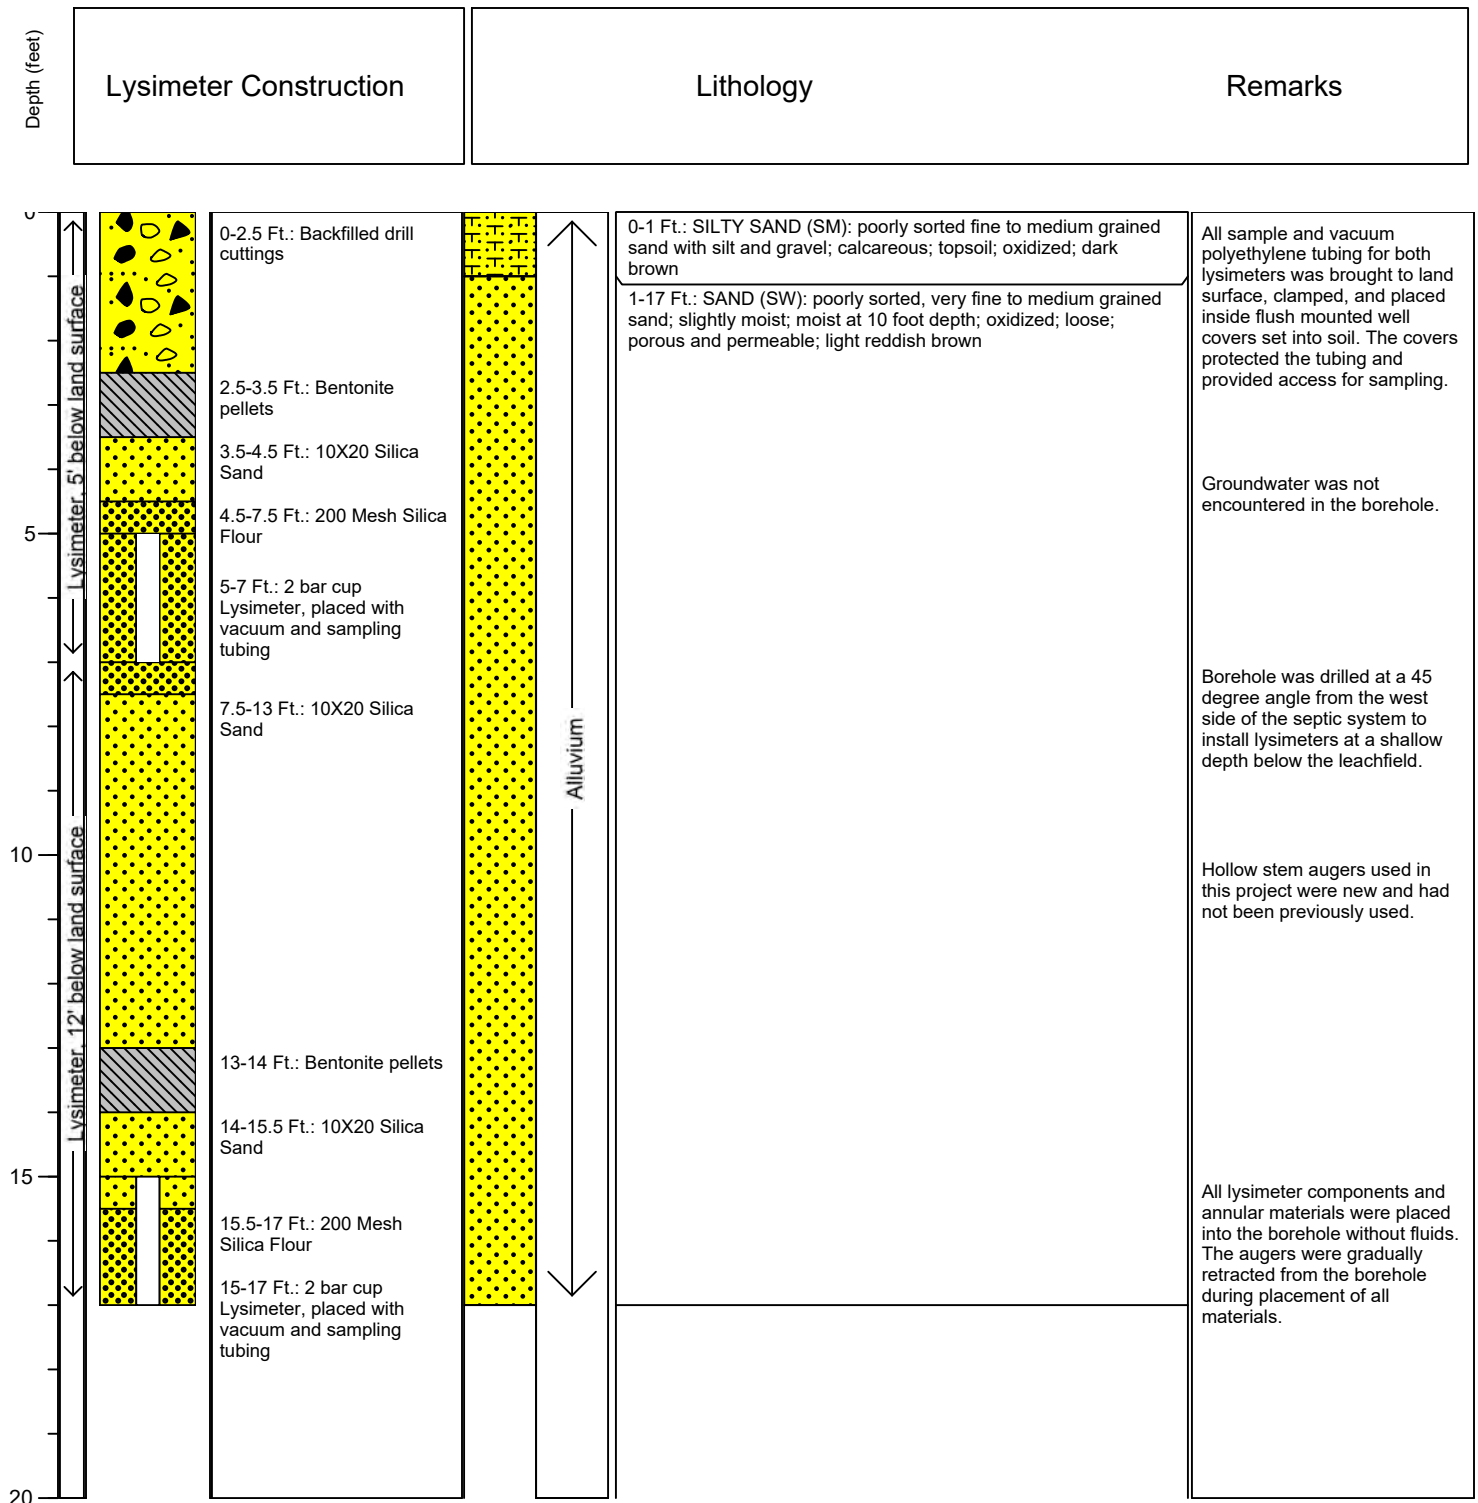 Depth (feet)
Lysimeter Construction
Lithology
Remarks
0
5
10
15
20
Lysimeter, 5' below land surface
Lysimeter, 12' below land surface
0-2.5 Ft.: Backfilled drill
cuttings
2.5-3.5 Ft.: Bentonite
pellets
3.5-4.5 Ft.: 10X20 Silica
Sand
4.5-7.5 Ft.: 200 Mesh Silica
Flour
5-7 Ft.: 2 bar cup
Lysimeter, placed with
vacuum and sampling
tubing
7.5-13 Ft.: 10X20 Silica
Sand
13-14 Ft.: Bentonite pellets
14-15.5 Ft.: 10X20 Silica
Sand
15.5-17 Ft.: 200 Mesh
Silica Flour
15-17 Ft.: 2 bar cup
Lysimeter, placed with
vacuum and sampling
tubing
Alluvium
0-1 Ft.: SILTY SAND (SM): poorly sorted fine to medium grained
sand with silt and gravel; calcareous; topsoil; oxidized; dark
brown
1-17 Ft.: SAND (SW): poorly sorted, very fine to medium grained
sand; slightly moist; moist at 10 foot depth; oxidized; loose;
porous and permeable; light reddish brown
All sample and vacuum
polyethylene tubing for both
lysimeters was brought to land
surface, clamped, and placed
inside flush mounted well
covers set into soil. The covers
protected the tubing and
provided access for sampling.
Groundwater was not
encountered in the borehole.
Borehole was drilled at a 45
degree angle from the west
side of the septic system to
install lysimeters at a shallow
depth below the leachfield.
Hollow stem augers used in
this project were new and had
not been previously used.
All lysimeter components and
annular materials were placed
into the borehole without fluids.
The augers were gradually
retracted from the borehole
during placement of all
materials.